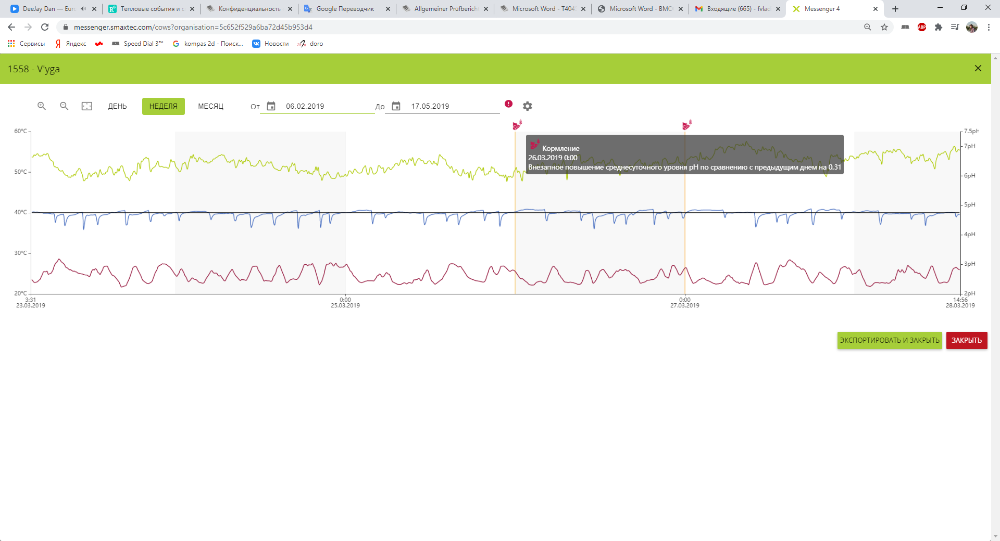 DeeJay Dan — Euro
Тепловые события и с
Конфиденциальность
Google Переводчик
Allgemeiner Prüfbericht
Microsoft Word - T404
Microsoft Word - BMO
Входящие (665) - fvlad
Messenger 4
messenger.smaxtec.com/cows?organisation=5c652f529a6ba72d45b953d4
ABP
Сервисы
Яндекс
Speed Dial 3™
kompas 2d - Поиск...
Новости
doro
1558 - V'yga
ДЕНЬ
НЕДЕЛЯ
МЕСЯЦ
От
06.02.2019
До
17.05.2019
60°C
50°C
40°C
30°C
20°C
7.5pH
7pH
6pH
5pH
4pH
3pH
2pH
Кормление
26.03.2019 0:00
Внезапное повышение среднесуточного уровня pH по сравнению с предыдущим днем на 0.31
3:31
23.03.2019
0:00
25.03.2019
0:00
27.03.2019
14:56
28.03.2019
ЭКСПОРТИРОВАТЬ И ЗАКРЫТЬ
ЗАКРЫТЬ